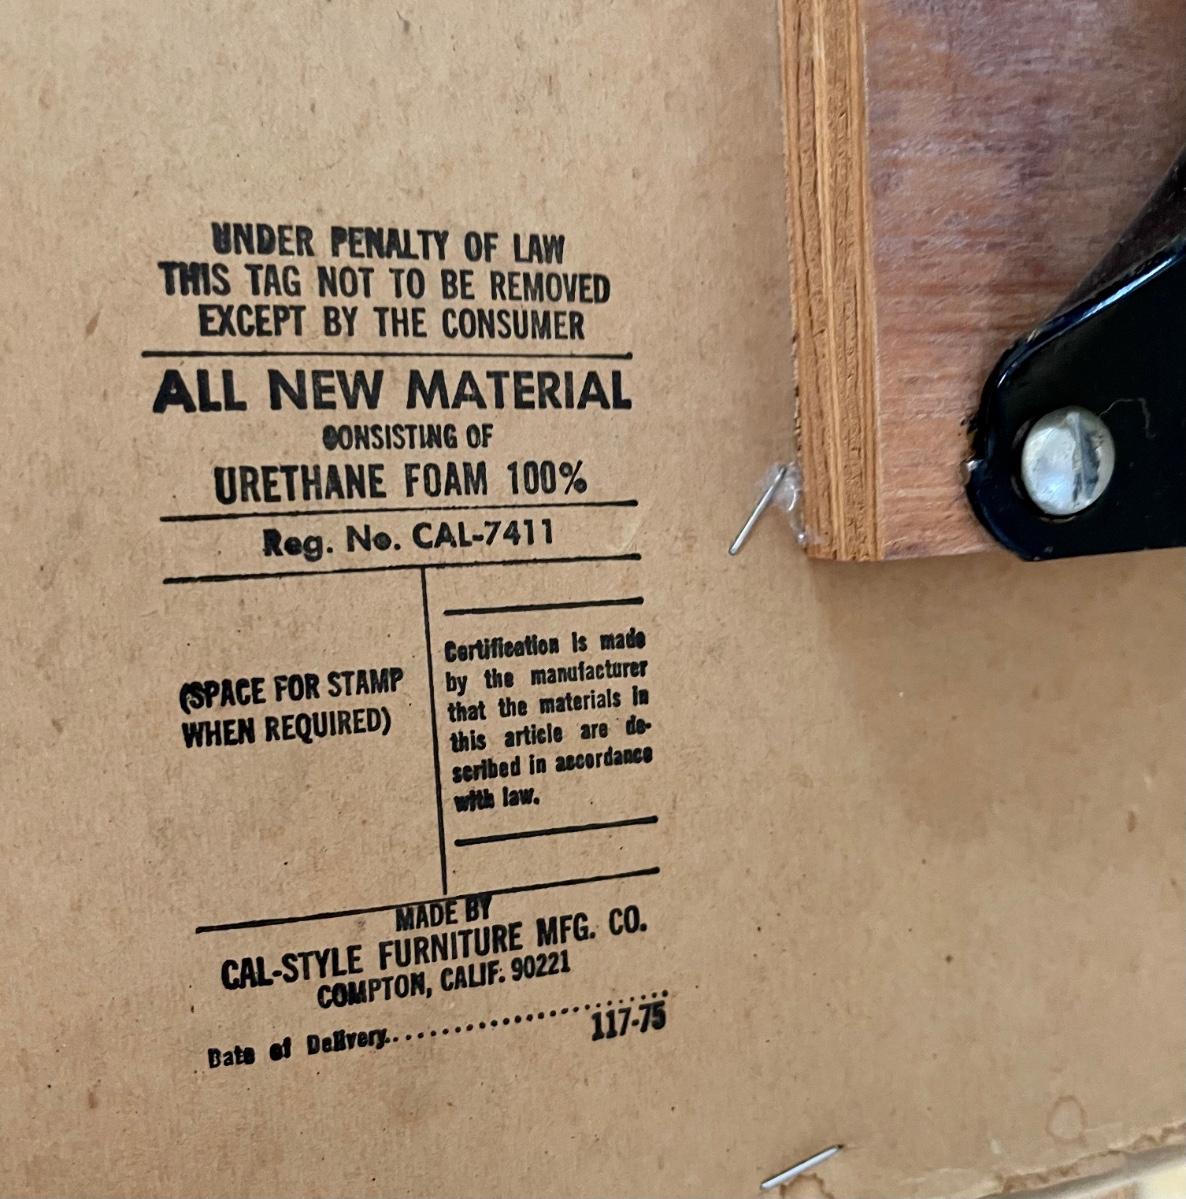 UNDER PENALTY OF LAW
THIS TAG NOT TO BE REMOVED
EXCEPT BY THE CONSUMER
ALL NEW MATERIAL
CONSISTING OF
URETHANE FOAM 100%
Reg. No. CAL-7411
(SPACE FOR STAMP
WHEN REQUIRED)
Certification is made
by the manufacturer
that the materials in
this article are de-
scribed in accordance
with law.
MADE BY
CAL-STYLE FURNITURE MFG. CO.
COMPTON, CALIF. 90221
Date of Delivery..............................
117-75